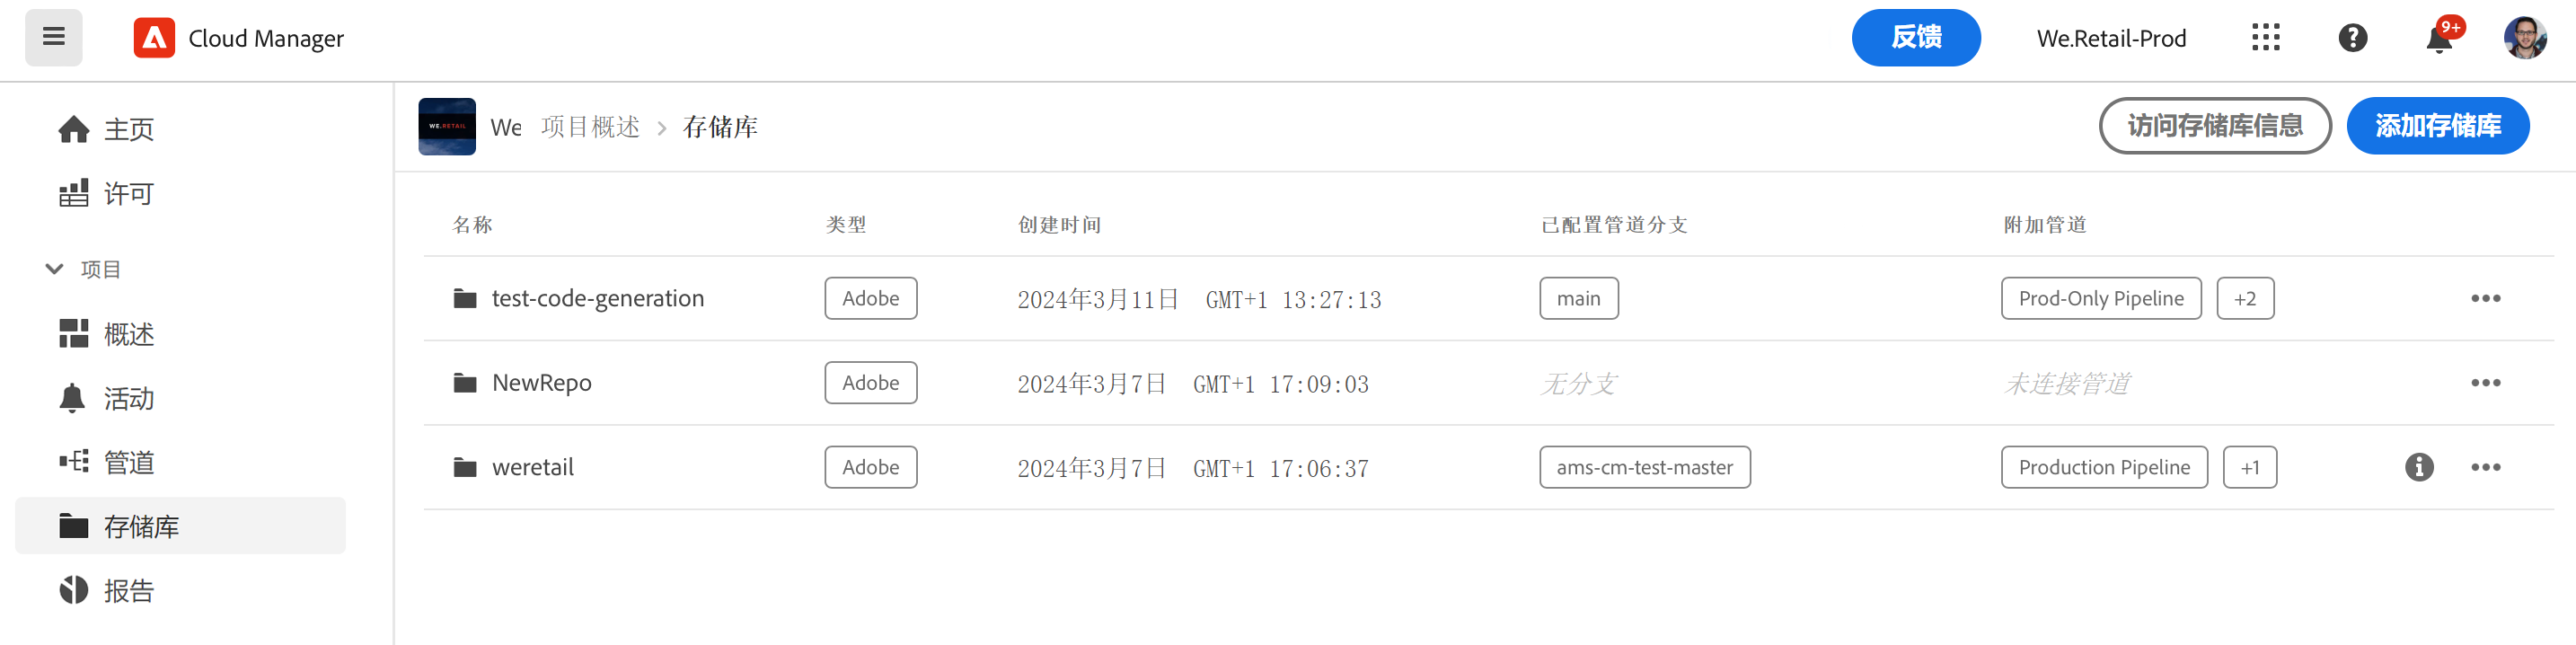 Cloud Manager
反馈
We.Retail-Prod
9+
主页
许可
项目
概述
活动
管道
存储库
报告
WE.RETAIL
We 项目概述 > 存储库
访问存储库信息
添加存储库
名称 类型 创建时间 已配置管道分支 附加管道
test-code-generation Adobe 2024年3月11日 GMT+1 13:27:13 main Prod-Only Pipeline +2
NewRepo Adobe 2024年3月7日 GMT+1 17:09:03 无分支 未连接管道
weretail Adobe 2024年3月7日 GMT+1 17:06:37 ams-cm-test-master Production Pipeline +1